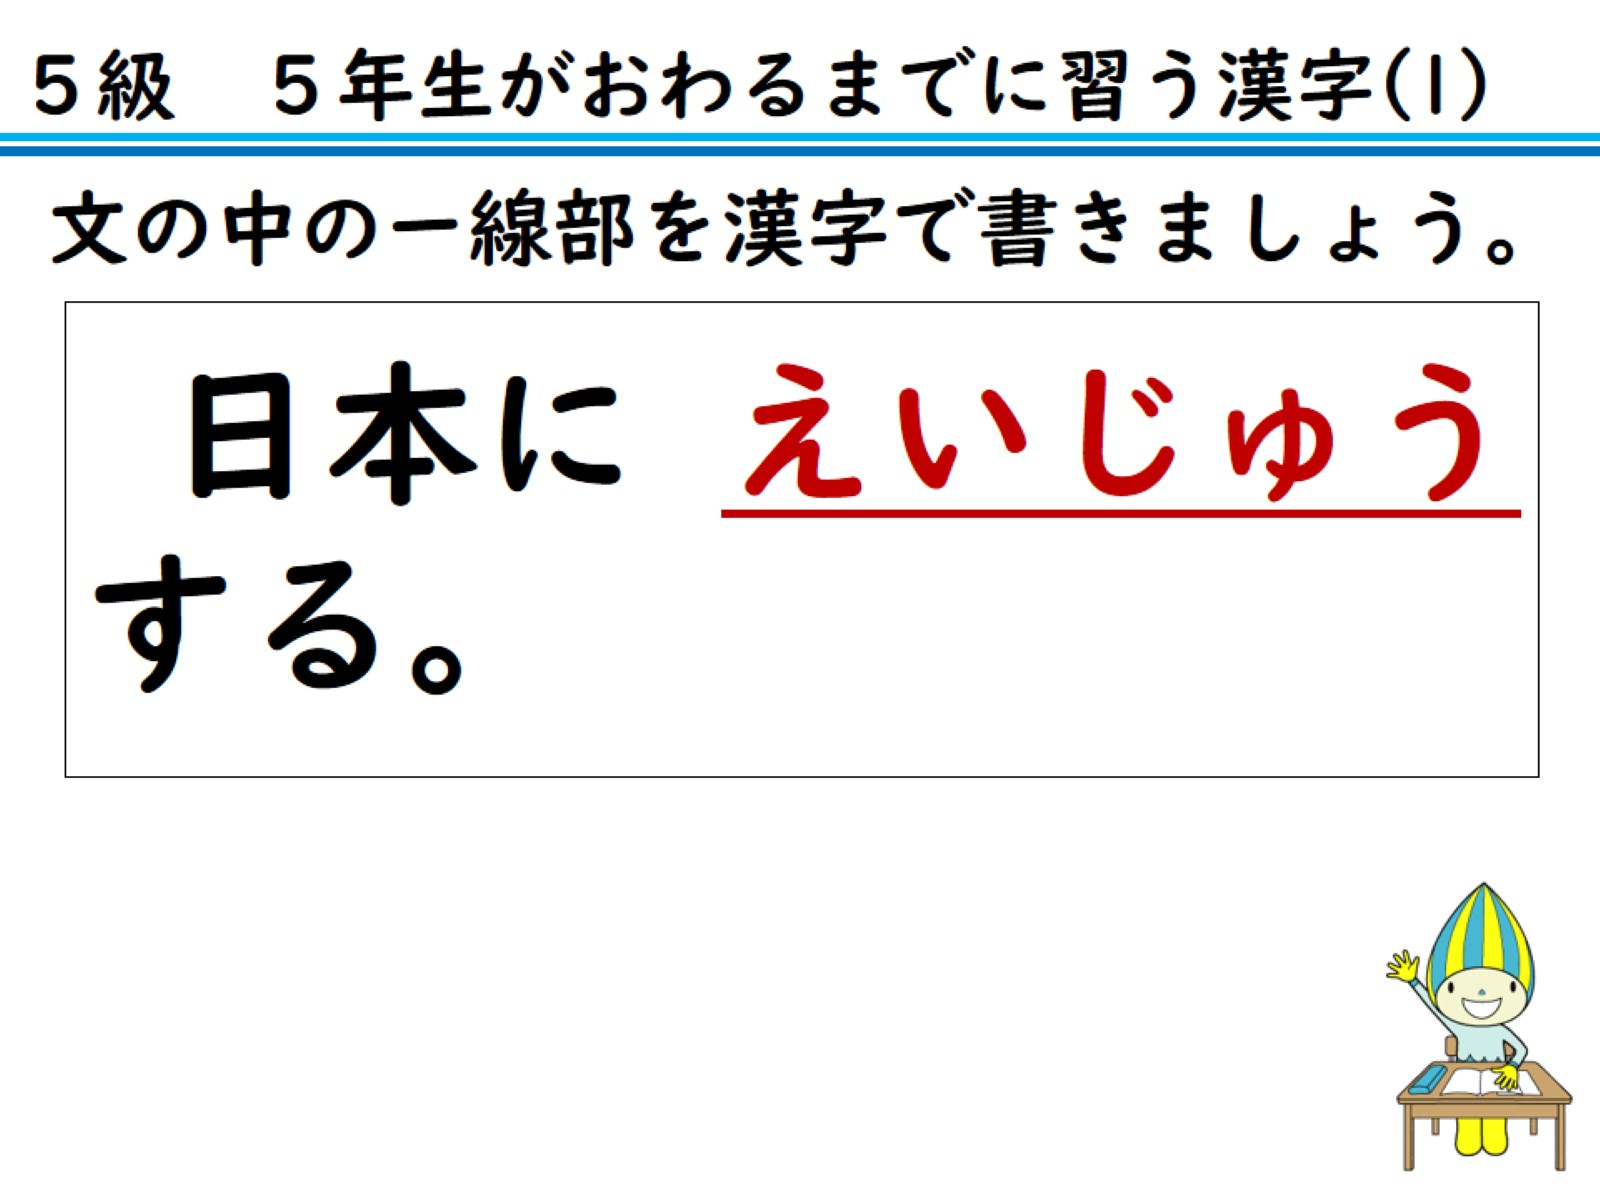 ５級　５年生がおわるまでに習う漢字(1)
文の中の一線部を漢字で書きましょう。
日本に　えいじゅう
する。